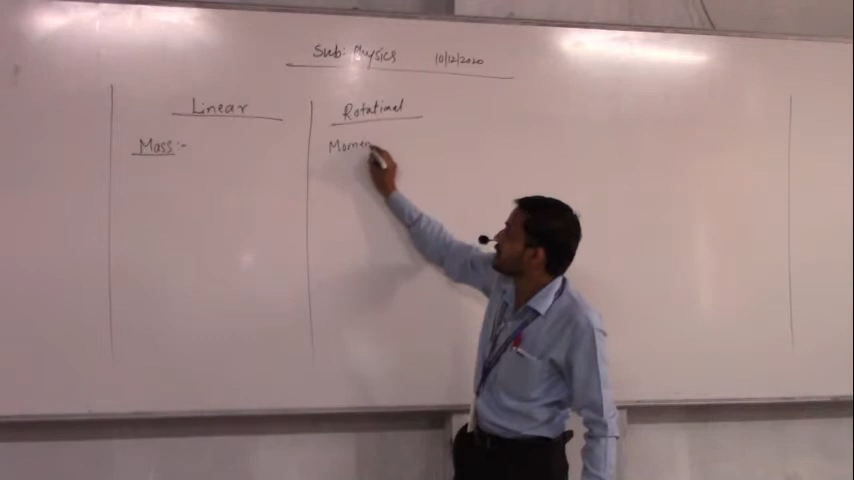 Sub: Physics 10/12/2020
Linear Rotational
Mass :- Momen